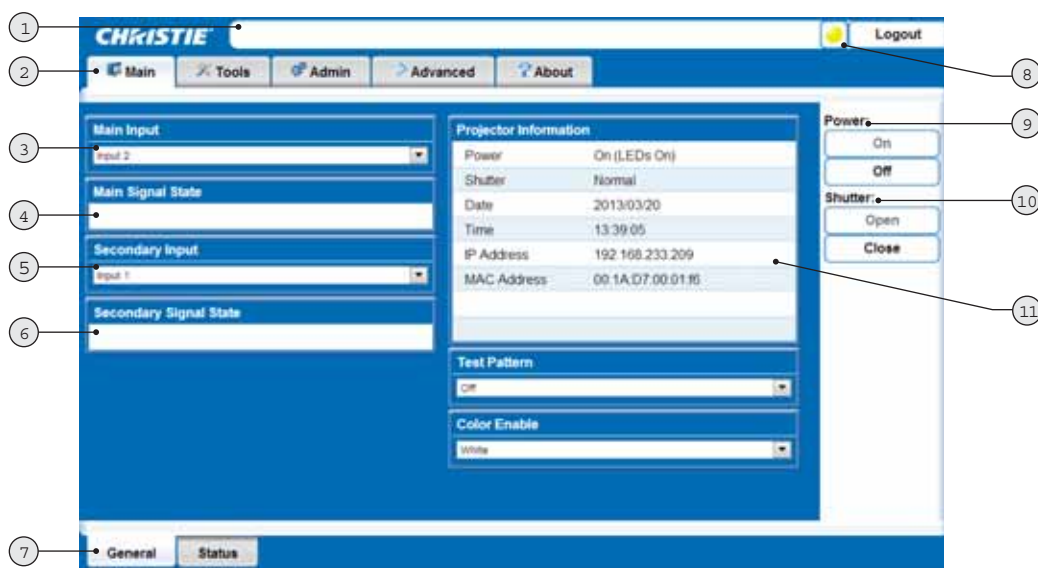 1
CHRISTIE
Logout
2
Main
Tools
Admin
Advanced
About
8
Main Input
Projector Information
Power:
9
3
Input 2
Power
On (LEDs On)
On
Shutter
Normal
Off
Main Signal State
Date
2013/03/20
Shutter:
10
4
Time
13:39:05
Open
Secondary Input
IP Address
192.168.233.209
Close
5
Input 1
MAC Address
00:1A:D7:00:01:f6
11
Secondary Signal State
6
Test Pattern
Off
Color Enable
White
7
General
Status